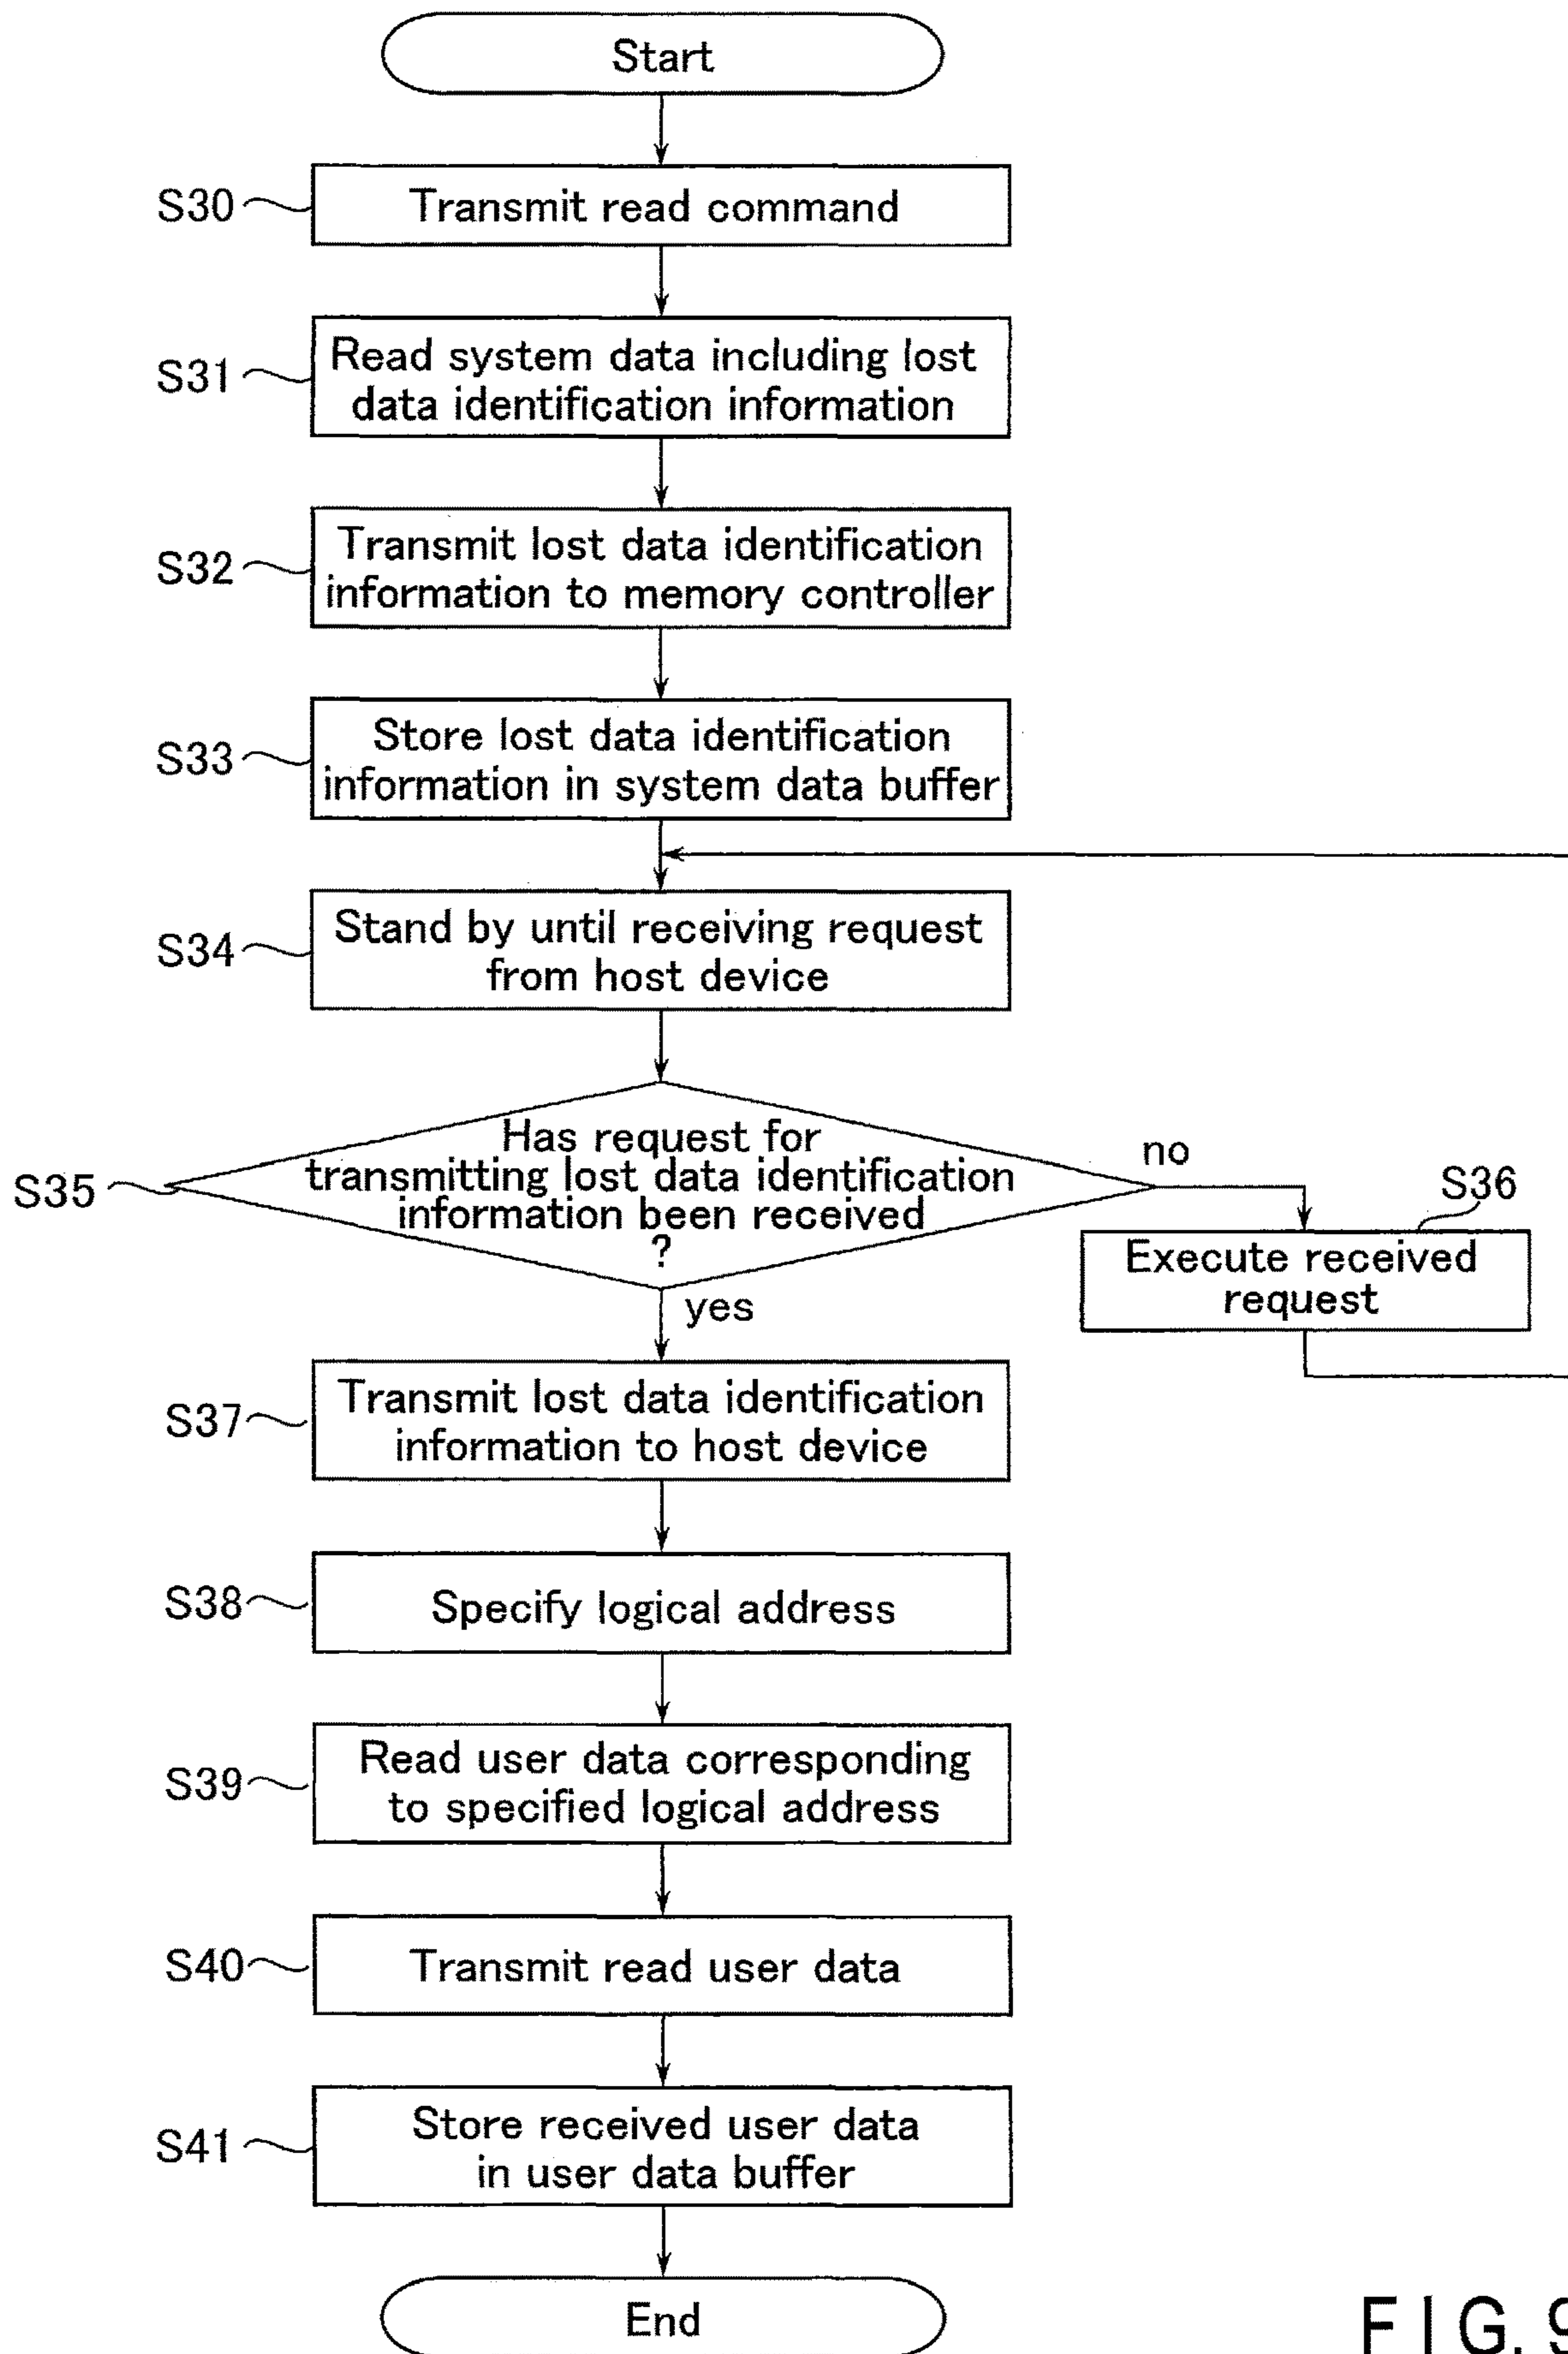 Start
S30
Transmit read command
S31
Read system data including lost
data identification information
S32
Transmit lost data identification
information to memory controller
S33
Store lost data identification
information in system data buffer
S34
Stand by until receiving request
from host device
S35
Has request for
transmitting lost data identification
information been received
?
no
S36
Execute received
request
yes
S37
Transmit lost data identification
information to host device
S38
Specify logical address
S39
Read user data corresponding
to specified logical address
S40
Transmit read user data
S41
Store received user data
in user data buffer
End
FIG. 9